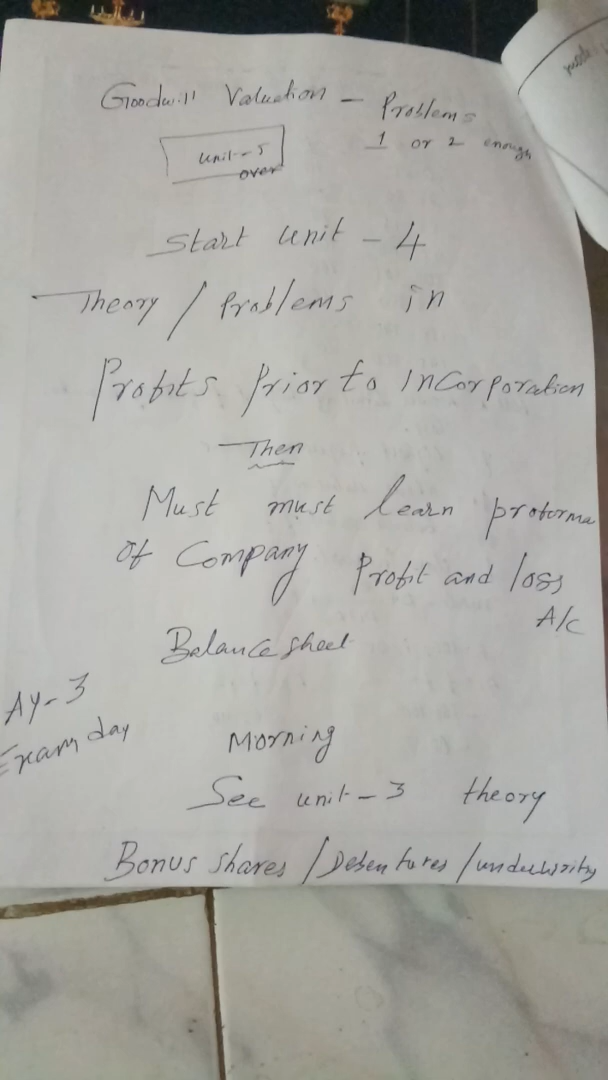 Goodwill Valuation - Problems
1 or 2 enough
Unit-5
over
Start Unit - 4
Theory / Problems in
Profits Prior to InCorporation
Then
Must must learn proforma
of Company Profit and loss
A/c
Balance sheet
AY-3
Exam day
Morning
See unit-3 theory
Bonus Shares / Debentures /